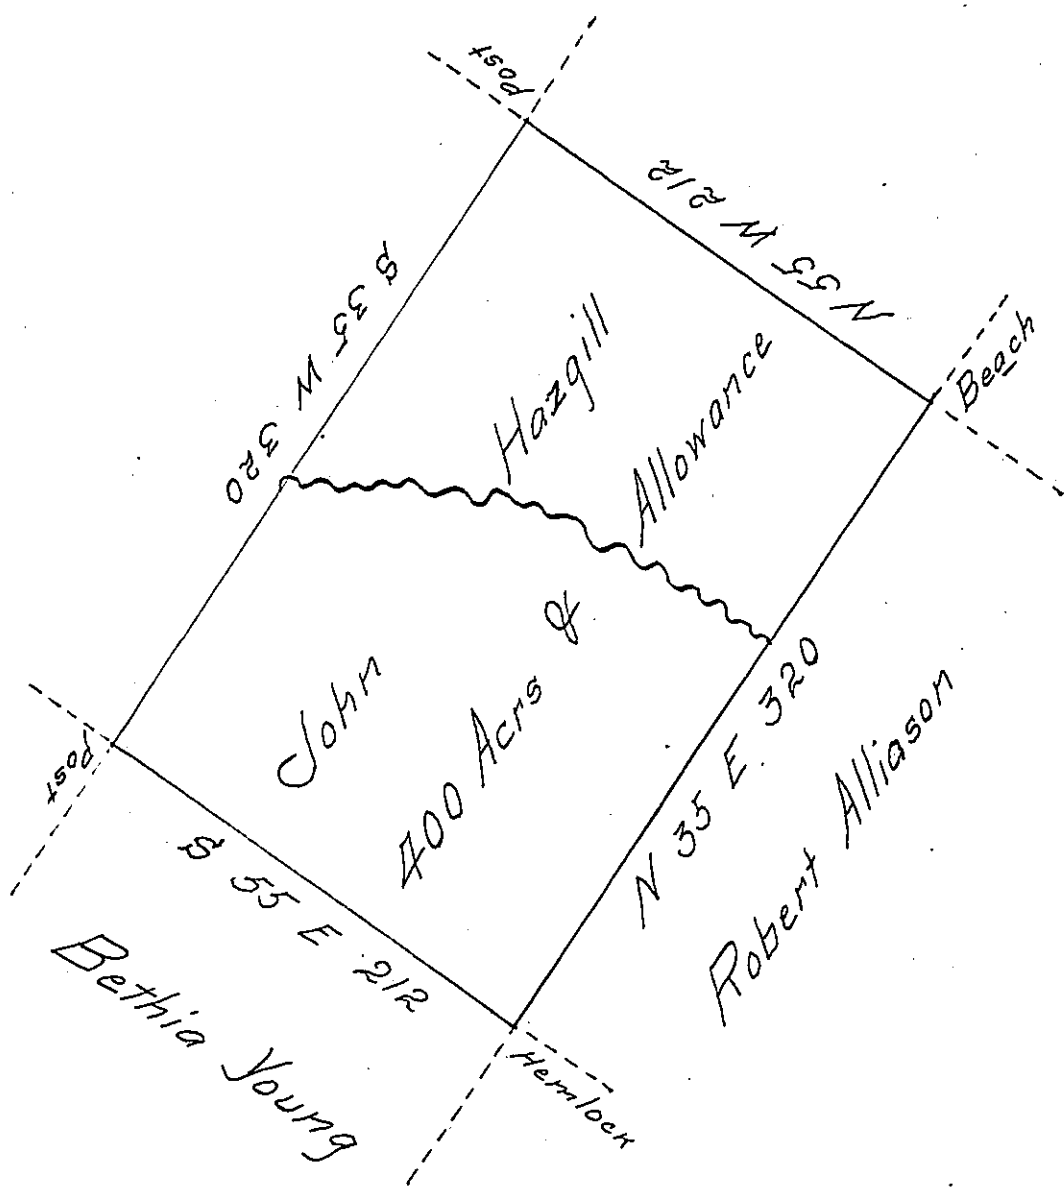 Post
N 55 W 212
S 35 W 320
Beach
John Hazgill
400 Acrs & Allowance
N 35 E. 320
Robert Alliason
Post
S 55 E 212
Bethia Young
Hemlock